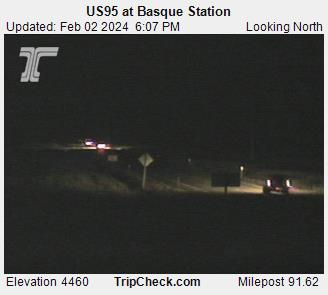 US95 at Basque Station
Updated: Feb 02 2024 6:07 PM Looking North
Elevation 4460 TripCheck.com Milepost 91.62